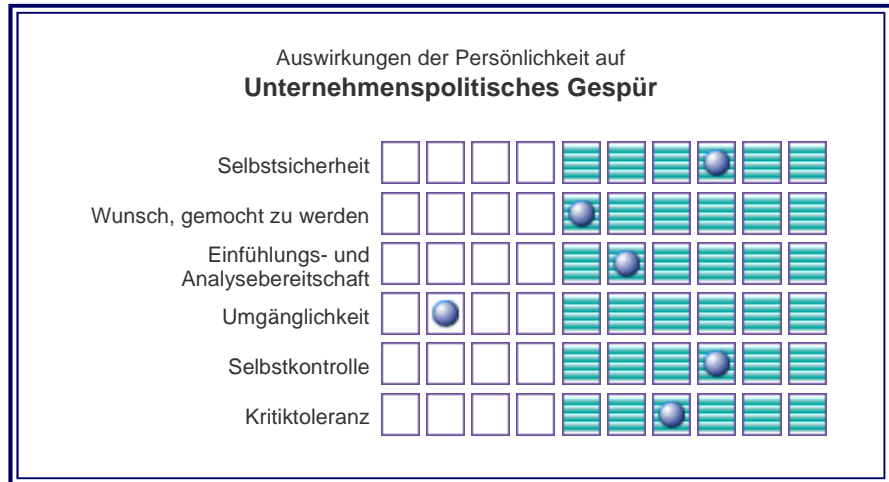 Auswirkungen der Persönlichkeit auf
Unternehmenspolitisches Gespür
Selbstsicherheit
Wunsch, gemocht zu werden
Einfühlungs- und
Analysebereitschaft
Umgänglichkeit
Selbstkontrolle
Kritiktoleranz